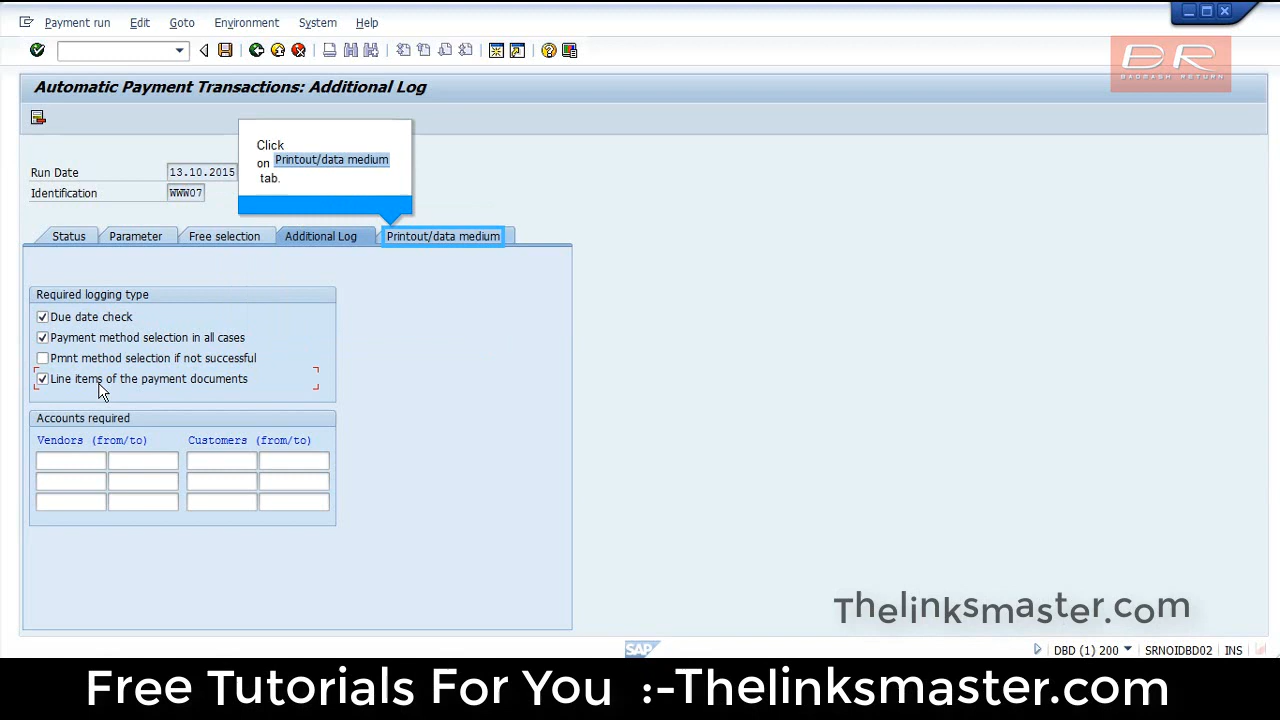 Payment run Edit Goto Environment System Help
BR
BADBASH RETURN
Automatic Payment Transactions: Additional Log
Click
on Printout/data medium
tab.
Run Date 13.10.2015
Identification WWW07
Status Parameter Free selection Additional Log Printout/data medium
Required logging type
Due date check
Payment method selection in all cases
Pmnt method selection if not successful
Line items of the payment documents
Accounts required
Vendors (from/to) Customers (from/to)
Thelinksmaster.com
SAP
DBD (1) 200 SRNOIDBD02 INS
Free Tutorials For You :-Thelinksmaster.com